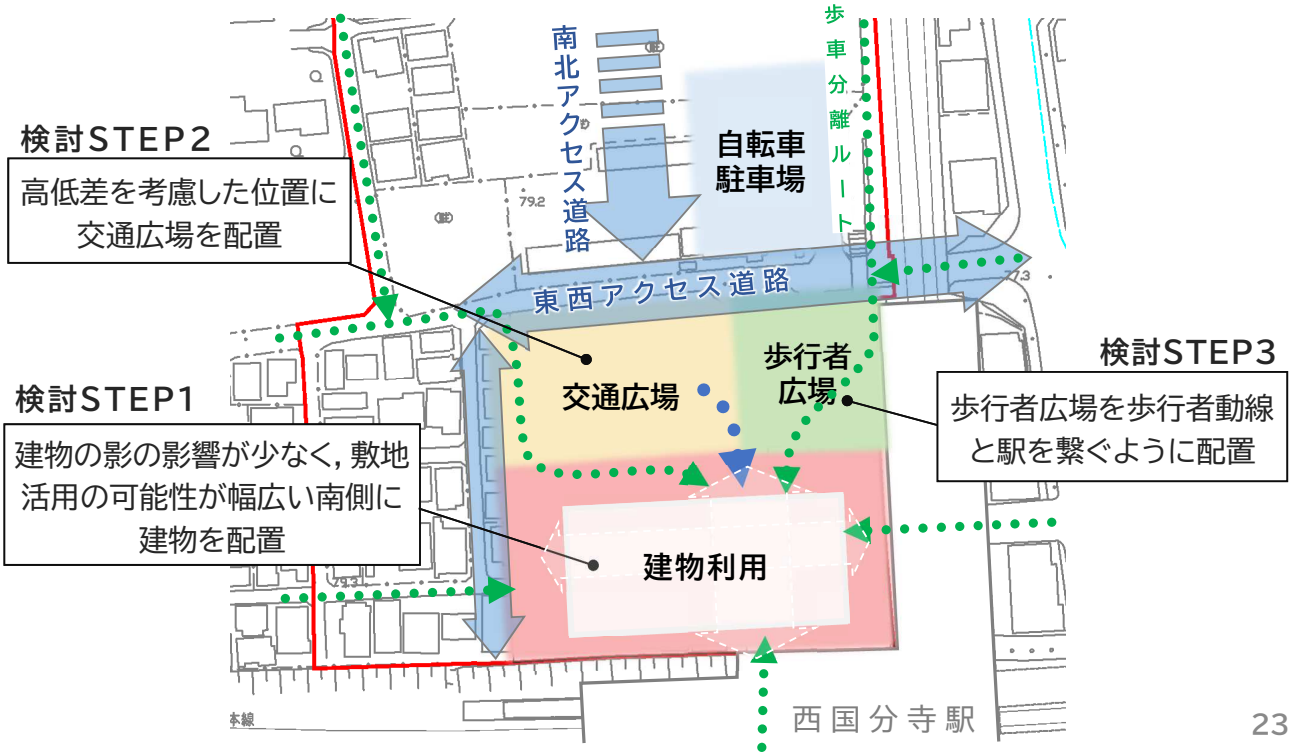 南北アクセス道路
歩車分離ルート
検討STEP2
高低差を考慮した位置に
交通広場を配置
自転車
駐車場
79.2
東西アクセス道路
77.3
検討STEP1
建物の影の影響が少なく,敷地
活用の可能性が幅広い南側に
建物を配置
交通広場
歩行者
広場
検討STEP3
歩行者広場を歩行者動線
と駅を繋ぐように配置
建物利用
79.3
本線
西国分寺駅
23